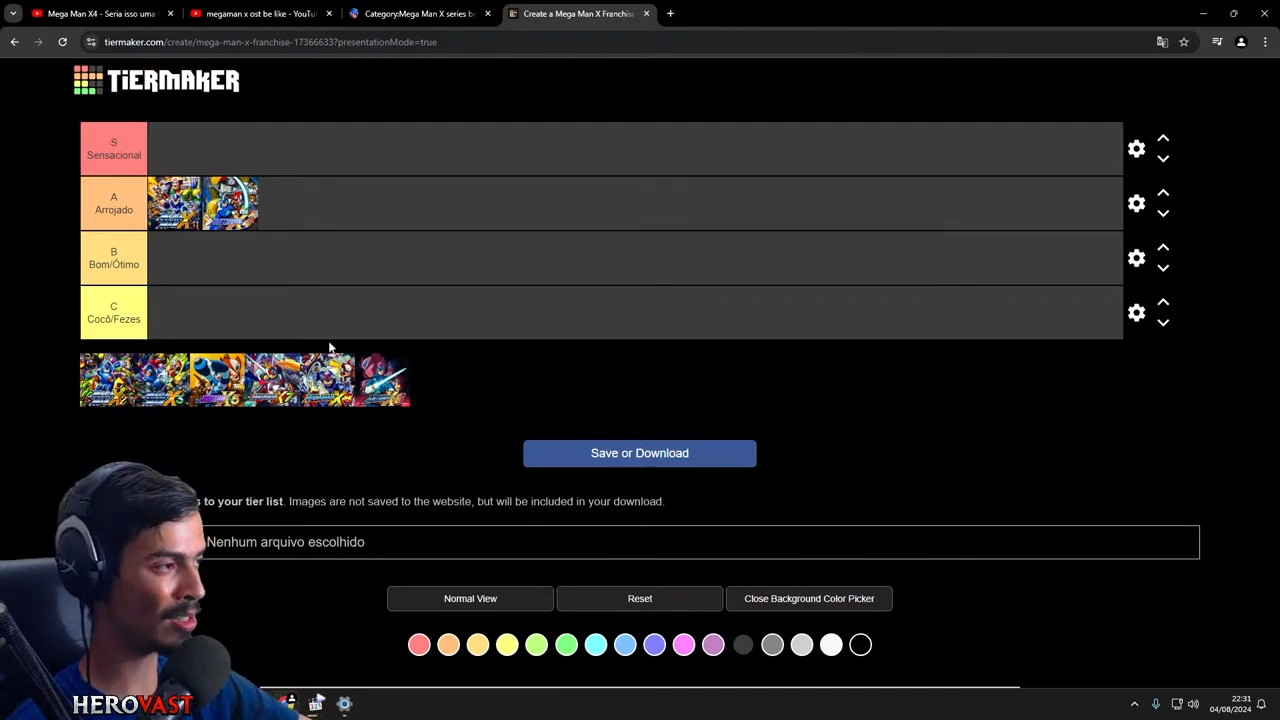 Mega Man X4 - Seria isso uma
megaman x ost be like - YouTu
Category:Mega Man X series bo
Create a Mega Man X Franchise
tiermaker.com/create/mega-man-x-franchise-17366633?presentationMode=true
TiERMAKER
S
Sensacional
A
Arrojado
B
Bom/Ótimo
C
Cocô/Fezes
Save or Download
to your tier list. Images are not saved to the website, but will be included in your download.
Nenhum arquivo escolhido
Normal View
Reset
Close Background Color Picker
HEROVAST
22:31
04/08/2024